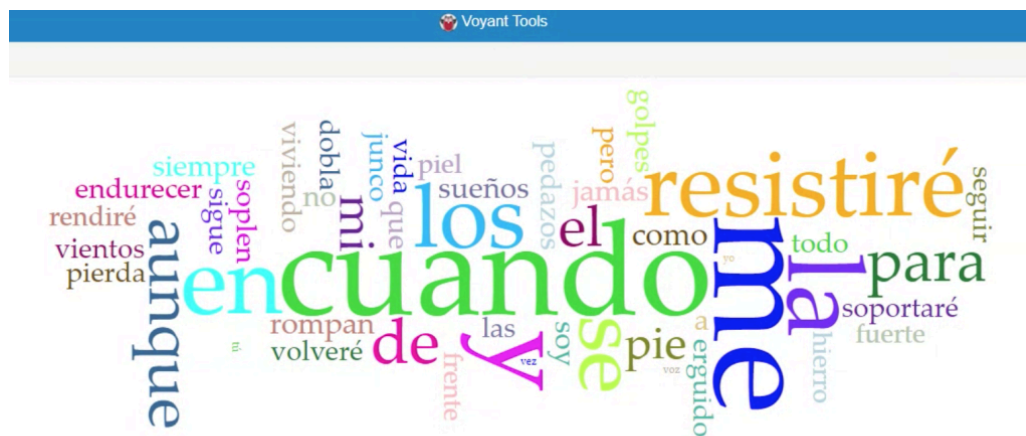 Voyant Tools
golpes
viviendo
dobla
junco
vida
piel
pero
siempre
endurecer
sigue
soplen
no
mi
que
los
sueños
pedazos
jamás
resistiré
seguir
rendiré
vientos
pierda
aunque
en
cuando
el
como
me
yo
la
todo
para
soportaré
fuerte
rompan
volveré
de
frente
las
y
vez
soy
se
pie
voz
a
erguido
hierro